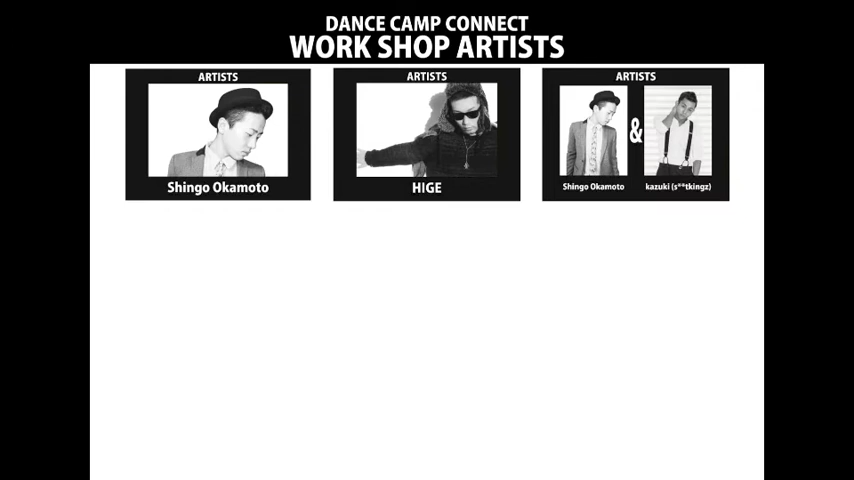 DANCE CAMP CONNECT
WORK SHOP ARTISTS
ARTISTS
Shingo Okamoto
ARTISTS
HIGE
ARTISTS
&
Shingo Okamoto
kazuki (s**tkingz)